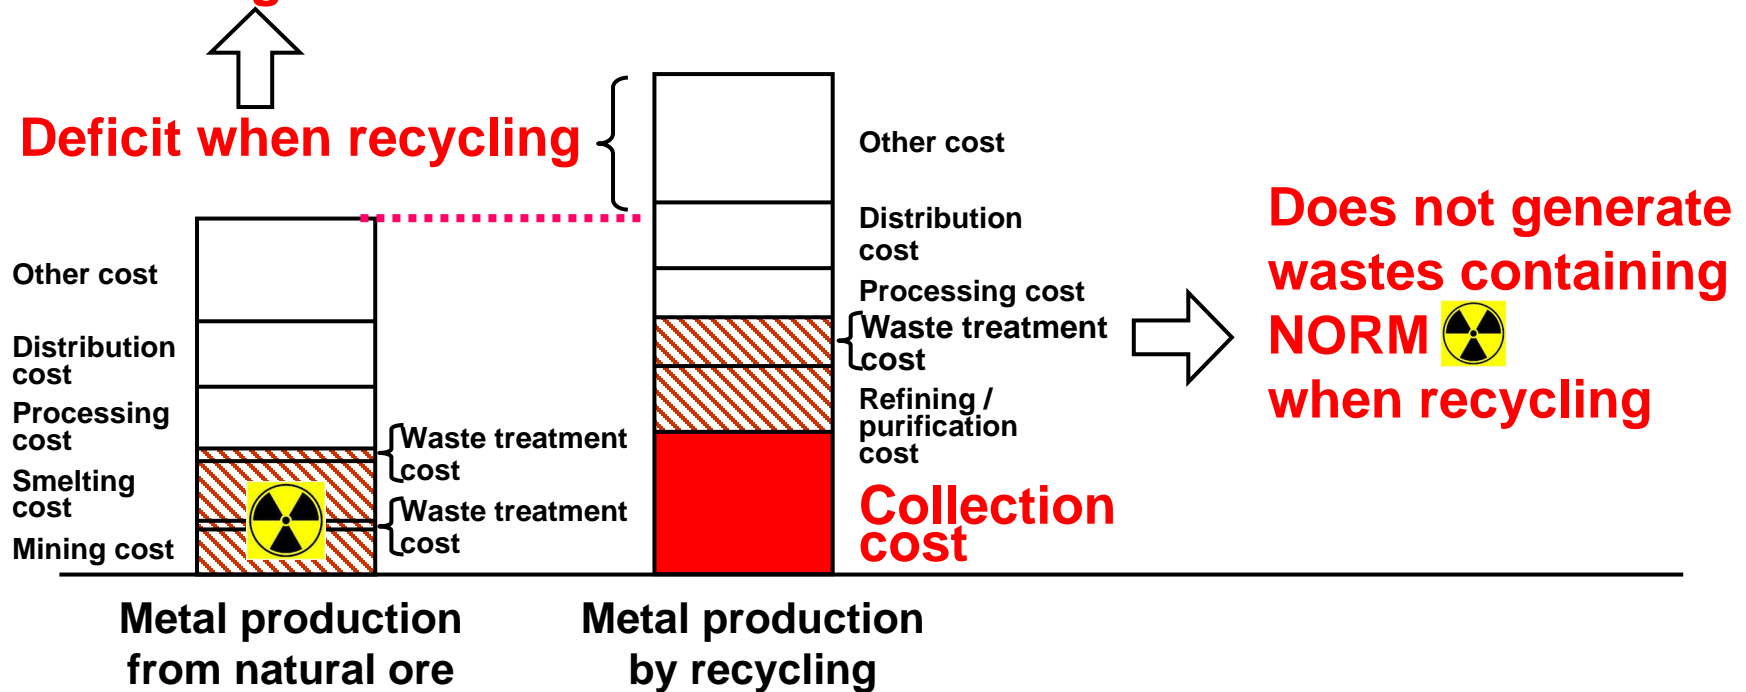 Deficit when recycling
Other cost
Distribution
cost
Processing
cost
Smelting
cost
Mining cost
Waste treatment
cost
Waste treatment
cost
Metal production
from natural ore
Other cost
Distribution
cost
Processing cost
Waste treatment
cost
Refining /
purification
cost
Collection
cost
Metal production
by recycling
Does not generate
wastes containing
NORM
when recycling